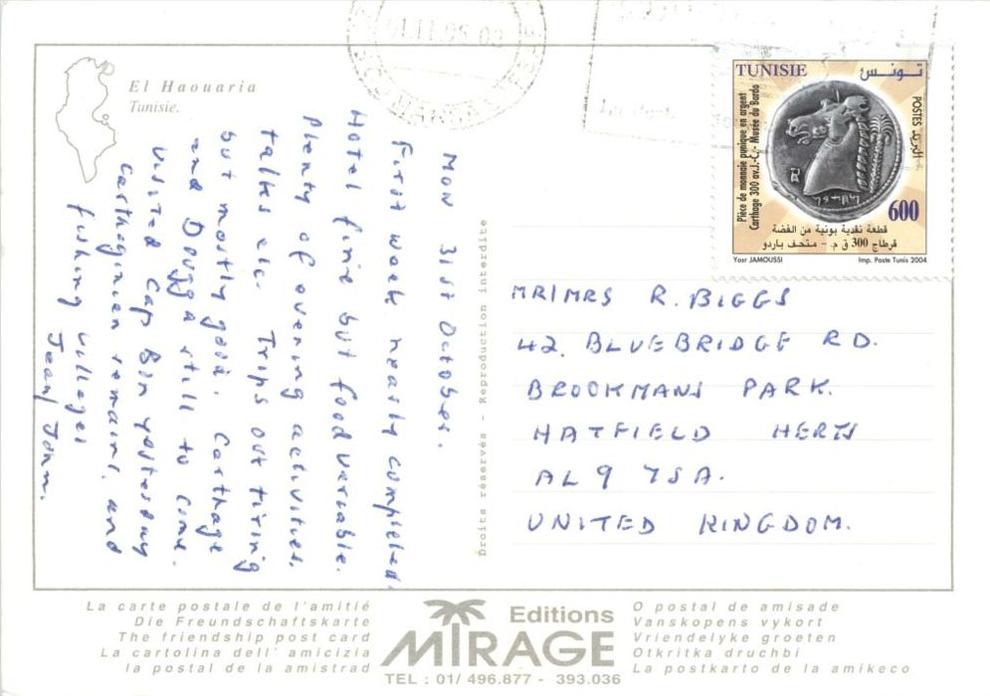 El Haouaria
Tunisie.
MON 31st October.
First week nearly completed.
Hotel fine but food variable.
Plenty of evening activities,
talks etc. Trips out tiring
but mostly good. Carthage
and Dougga still to come.
Visited Cap Bon yesterday
Carthaginian remains, and
fishing villages
Jean/John.
Droits réservés - Reproduction interdite
TUNISIE تونس
Pièce de monnaie punique en argent
Carthage 300 av.J.-C.- Musée du Bardo
POSTES البريد
600
قطعة نقدية بونية من الفضة
قرطاج 300 ق م. - متحف باردو
Yosr JAMOUSSI Imp. Poste Tunis 2004
MR/MRS R. BIGGS
42. BLUEBRIDGE RD.
BROOKMANS PARK.
HATFIELD HERTS
AL9 7SA.
UNITED KINGDOM.
La carte postale de l'amitié
Die Freundschaftskarte
The friendship post card
La cartolina dell' amicizia
la postal de la amistrad
Editions
MIRAGE
TEL : 01/ 496.877 - 393.036
O postal de amisade
Vanskopens vykort
Vriendelyke groeten
Otkritka druchbi
La postkarto de la amikeco